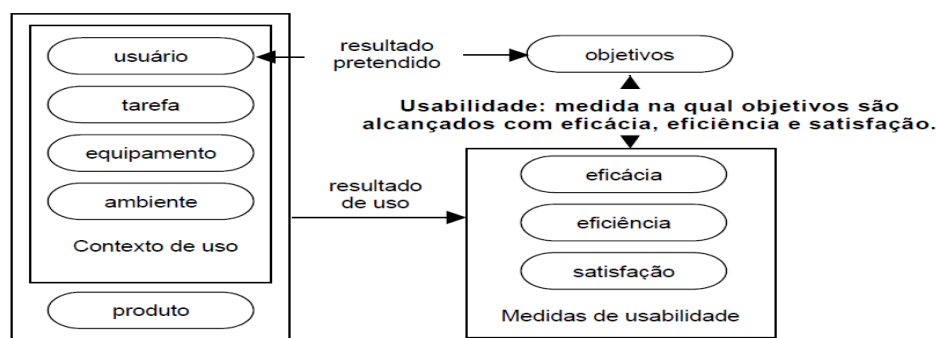 usuário
tarefa
equipamento
ambiente
Contexto de uso
produto
resultado
pretendido
objetivos
Usabilidade: medida na qual objetivos são
alcançados com eficácia, eficiência e satisfação.
resultado
de uso
eficácia
eficiência
satisfação
Medidas de usabilidade